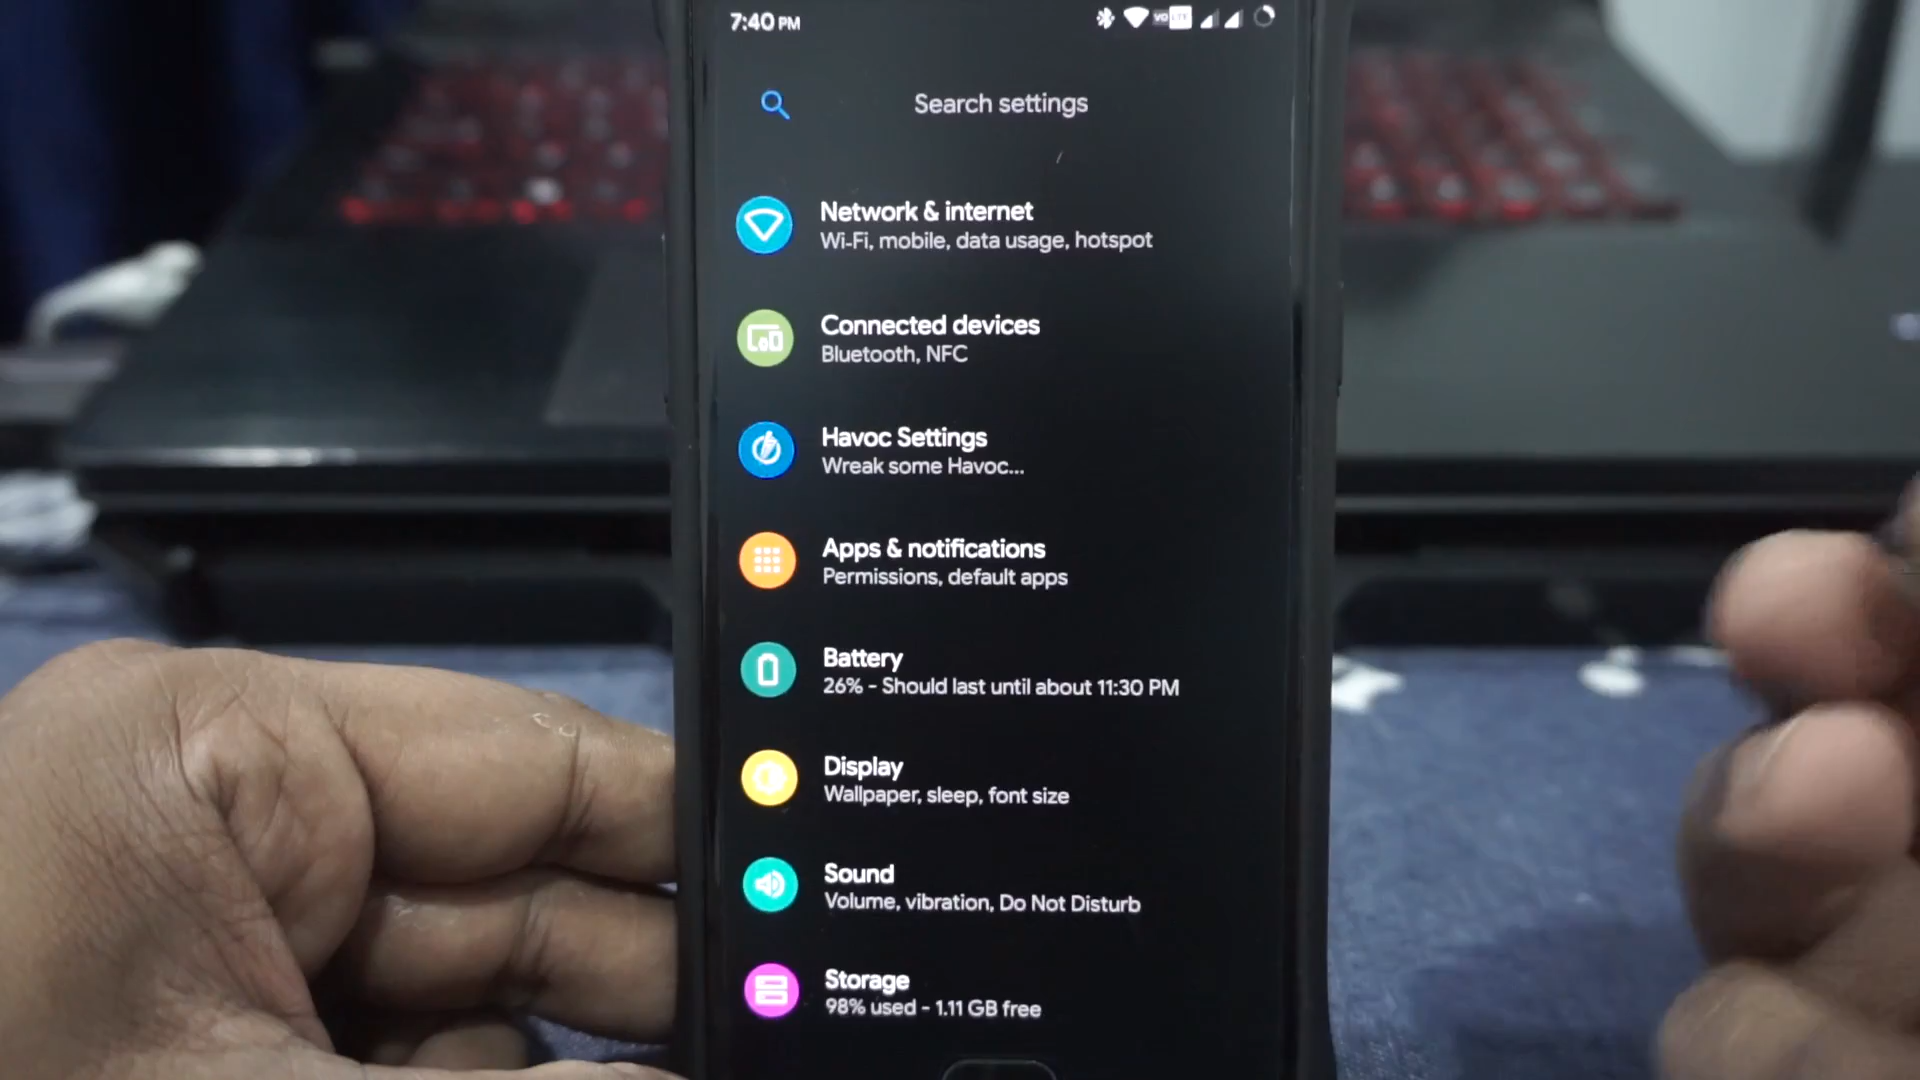 7:40 PM
VO LTE
Search settings
Network & internet
Wi-Fi, mobile, data usage, hotspot
Connected devices
Bluetooth, NFC
Havoc Settings
Wreak some Havoc...
Apps & notifications
Permissions, default apps
Battery
26% - Should last until about 11:30 PM
Display
Wallpaper, sleep, font size
Sound
Volume, vibration, Do Not Disturb
Storage
98% used - 1.11 GB free